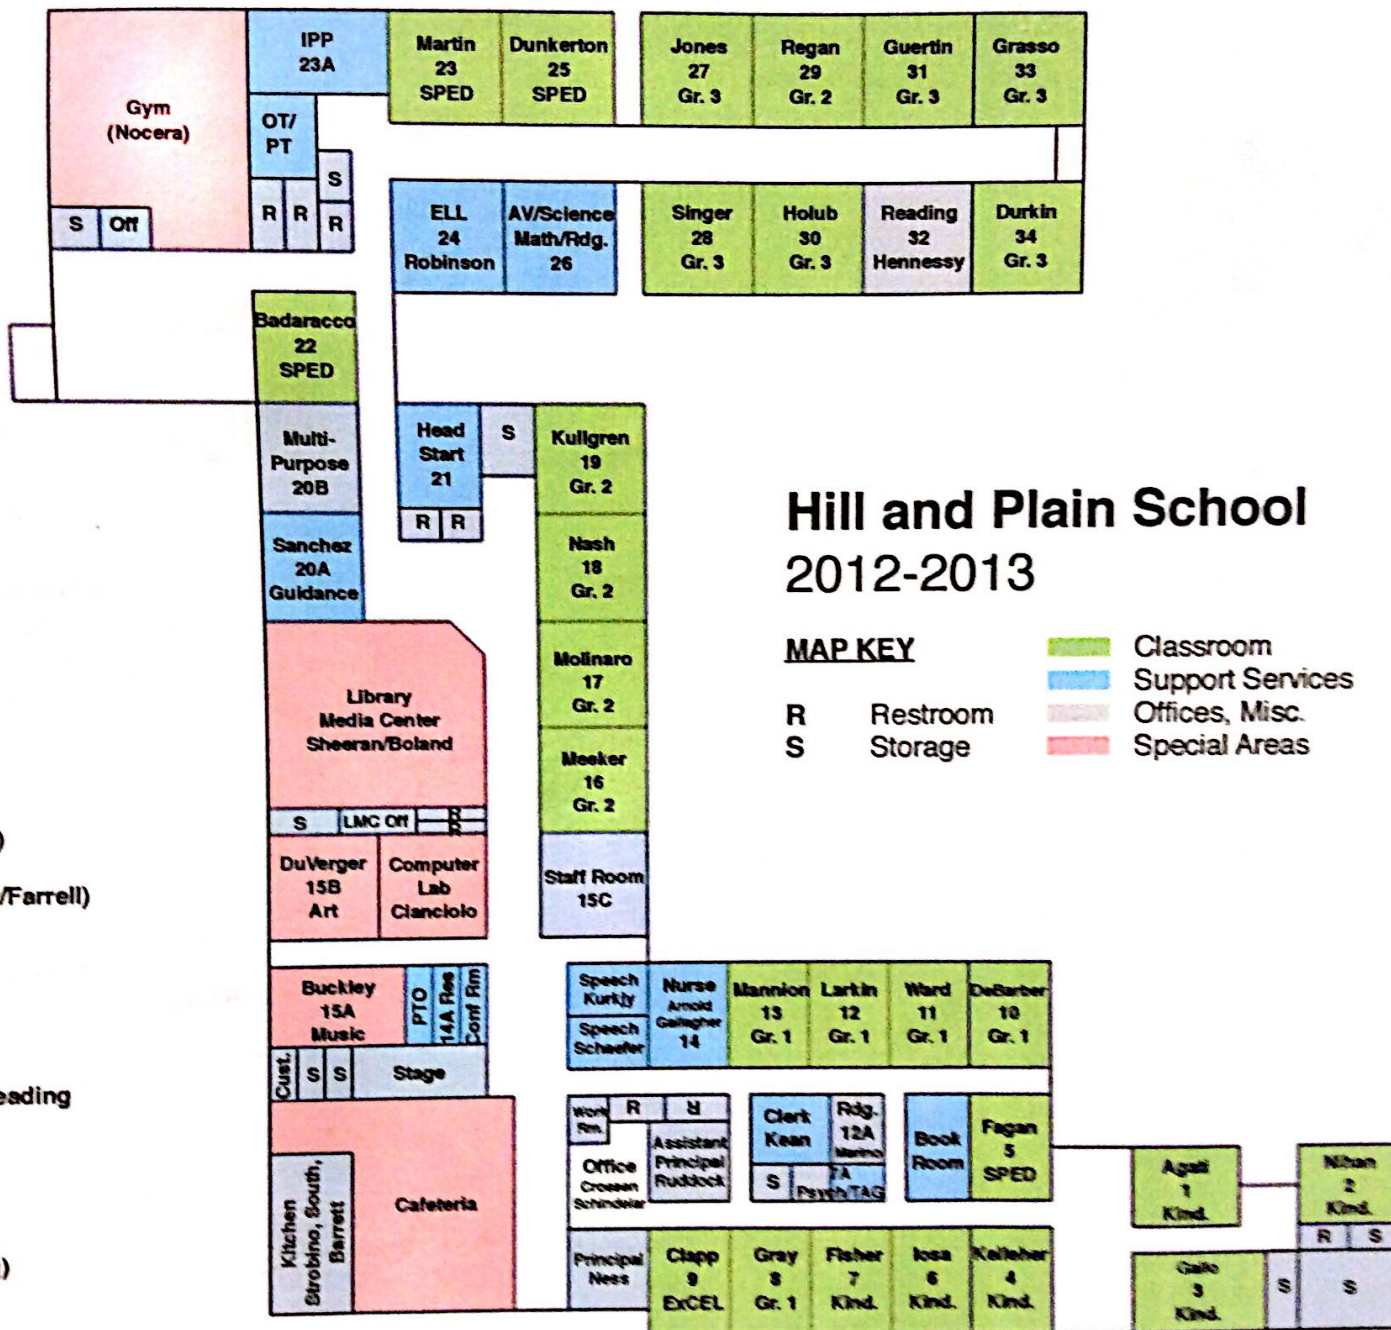 IPP
23A
Martin
23
SPED
Dunkerton
25
SPED
Jones
27
Gr. 3
Regan
29
Gr. 2
Guertin
31
Gr. 3
Grasso
33
Gr. 3
Gym
(Nocera)
OT/
PT
S
R
R
R
S
Off
ELL
24
Robinson
AV/Science
Math/Rdg.
26
Singer
28
Gr. 3
Holub
30
Gr. 3
Reading
32
Hennessy
Durkin
34
Gr. 3
Badaracco
22
SPED
Multi-
Purpose
20B
Head
Start
21
S
R
R
Kullgren
19
Gr. 2
Sanchez
20A
Guidance
Nash
18
Gr. 2
Hill and Plain School
2012-2013
MAP KEY
R Restroom
S Storage
Classroom
Support Services
Offices, Misc.
Special Areas
Library
Media Center
Sheeran/Boland
Molinaro
17
Gr. 2
Meeker
16
Gr. 2
S
LMC Off
R
R
)
/Farrell)
DuVerger
15B
Art
Computer
Lab
Cianciolo
Staff Room
15C
Buckley
15A
Music
PTO
14A Res
Conf Rm
Speech
Kurkjy
Speech
Schaefer
Nurse
Arnold
Gallagher
14
Mannion
13
Gr. 1
Larkin
12
Gr. 1
Ward
11
Gr. 1
DeBarber
10
Gr. 1
Cust.
S
S
Stage
eading
Work
Rm.
R
R
Office
Crossen
Schindelar
Assistant
Principal
Ruddock
Clerk
Kean
Rdg.
12A
Marino
S
7A
Psych/TAG
Book
Room
Fagan
5
SPED
Kitchen
Strobino, South,
Barrett
Cafeteria
Agati
1
Kind.
Nihan
2
Kind.
R
S
)
Principal
Ness
Clapp
9
ExCEL
Gray
8
Gr. 1
Fisher
7
Kind.
Iosa
6
Kind.
Kelleher
4
Kind.
Gallo
3
Kind.
S
S